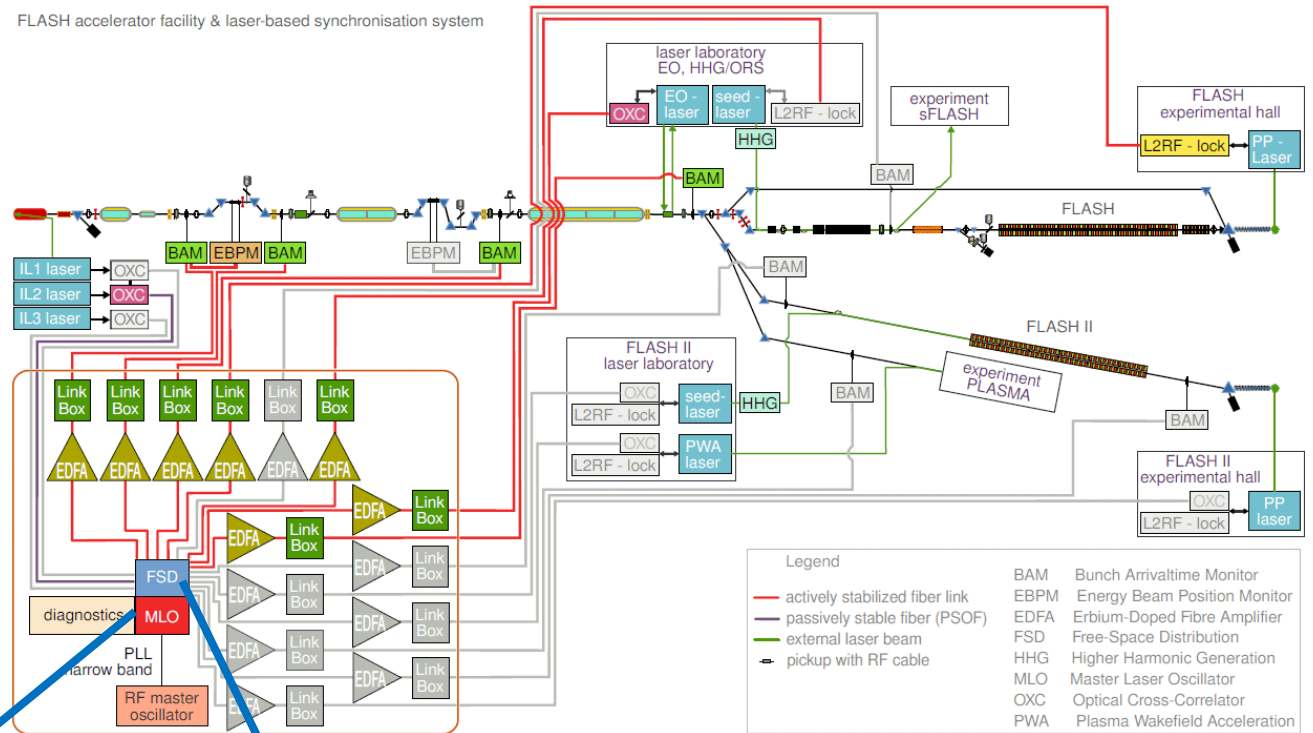 FLASH accelerator facility & laser-based synchronisation system
laser laboratory
EO, HHG/ORS
OXC
EO -
laser
seed -
laser
L2RF - lock
HHG
experiment
sFLASH
FLASH
experimental hall
L2RF - lock
PP -
Laser
BAM
BAM
FLASH
BAM
EBPM
BAM
EBPM
BAM
BAM
IL1 laser
OXC
IL2 laser
OXC
IL3 laser
OXC
FLASH II
FLASH II
laser laboratory
OXC
L2RF - lock
seed-
laser
HHG
OXC
L2RF - lock
PWA
laser
experiment
PLASMA
BAM
BAM
FLASH II
experimental hall
OXC
L2RF - lock
PP
laser
Link
Box
Link
Box
Link
Box
Link
Box
Link
Box
Link
Box
EDFA
EDFA
EDFA
EDFA
EDFA
EDFA
EDFA
Link
Box
EDFA
Link
Box
EDFA
Link
Box
EDFA
Link
Box
EDFA
Link
Box
EDFA
Link
Box
EDFA
Link
Box
EDFA
Link
Box
FSD
diagnostics
MLO
PLL
narrow band
RF master
oscillator
Legend
actively stabilized fiber link
passively stable fiber (PSOF)
external laser beam
pickup with RF cable
BAM Bunch Arrivaltime Monitor
EBPM Energy Beam Position Monitor
EDFA Erbium-Doped Fibre Amplifier
FSD Free-Space Distribution
HHG Higher Harmonic Generation
MLO Master Laser Oscillator
OXC Optical Cross-Correlator
PWA Plasma Wakefield Acceleration